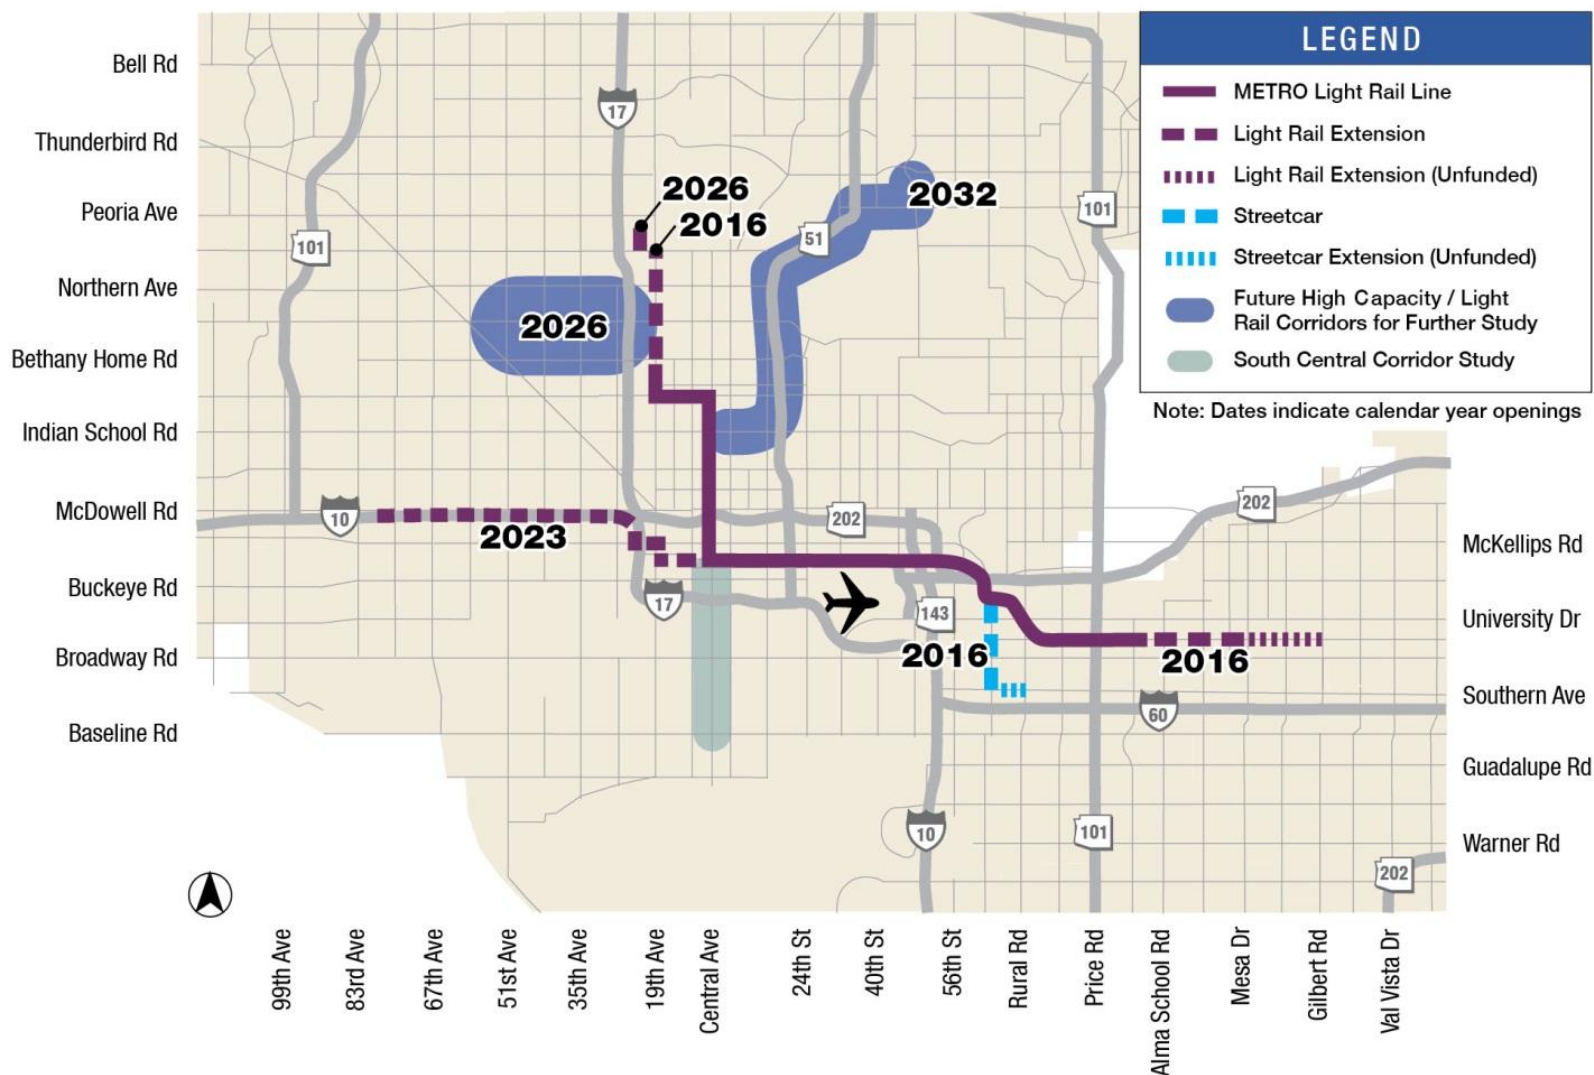 LEGEND
METRO Light Rail Line
Light Rail Extension
Light Rail Extension (Unfunded)
Streetcar
Streetcar Extension (Unfunded)
Future High Capacity / Light
Rail Corridors for Further Study
South Central Corridor Study
Note: Dates indicate calendar year openings
Bell Rd
Thunderbird Rd
Peoria Ave
Northern Ave
Bethany Home Rd
Indian School Rd
McDowell Rd
Buckeye Rd
Broadway Rd
Baseline Rd
17
2026
2016
2032
101
51
101
2026
10
2023
202
202
17
143
2016
2016
60
10
101
202
McKellips Rd
University Dr
Southern Ave
Guadalupe Rd
Warner Rd
99th Ave
83rd Ave
67th Ave
51st Ave
35th Ave
19th Ave
Central Ave
24th St
40th St
56th St
Rural Rd
Price Rd
Alma School Rd
Mesa Dr
Gilbert Rd
Val Vista Dr